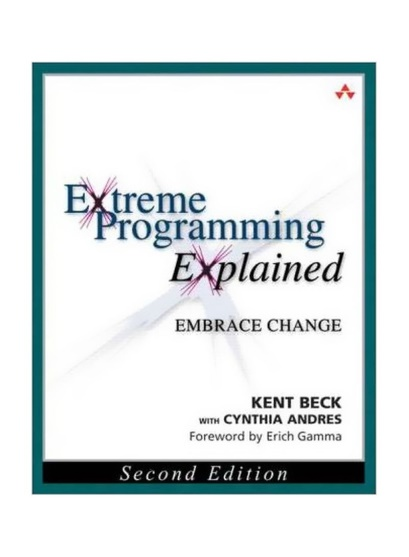 Extreme
Programming
Explained
EMBRACE CHANGE
KENT BECK
WITH CYNTHIA ANDRES
Foreword by Erich Gamma
Second Edition